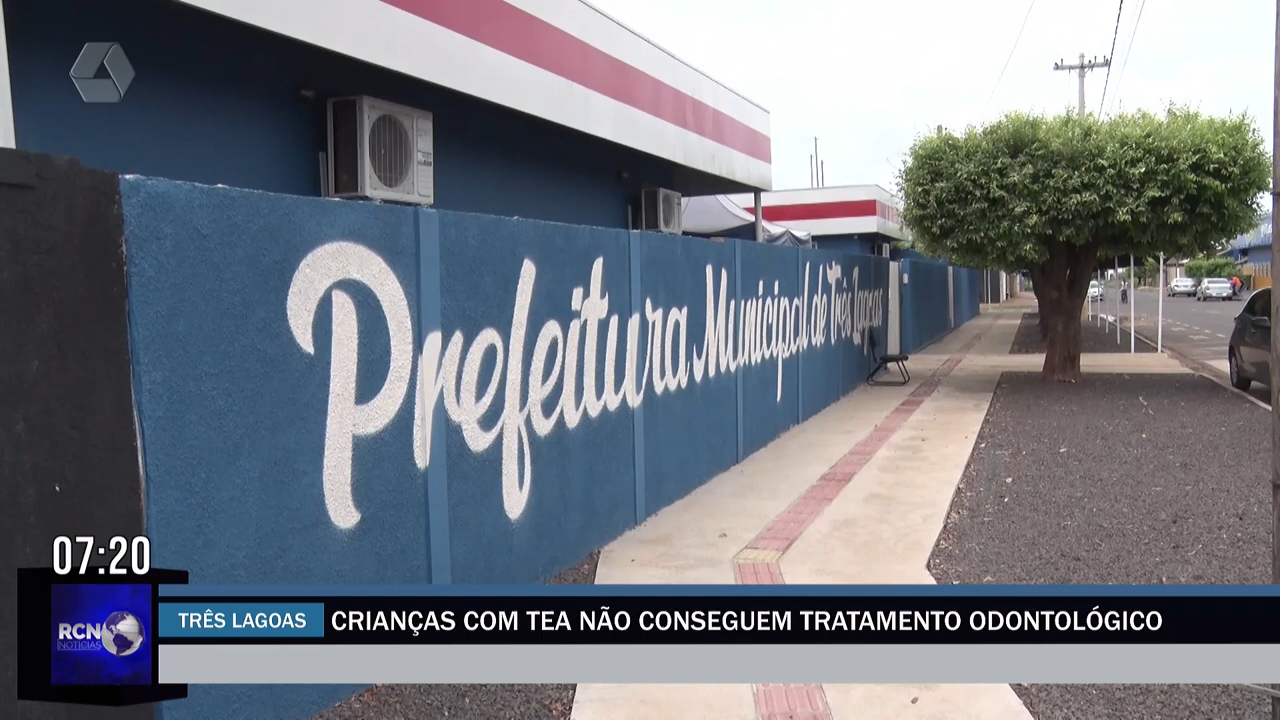 Prefeitura Municipal de Três Lagoas
07:20
RCN
NOTÍCIAS
TRÊS LAGOAS
CRIANÇAS COM TEA NÃO CONSEGUEM TRATAMENTO ODONTOLÓGICO